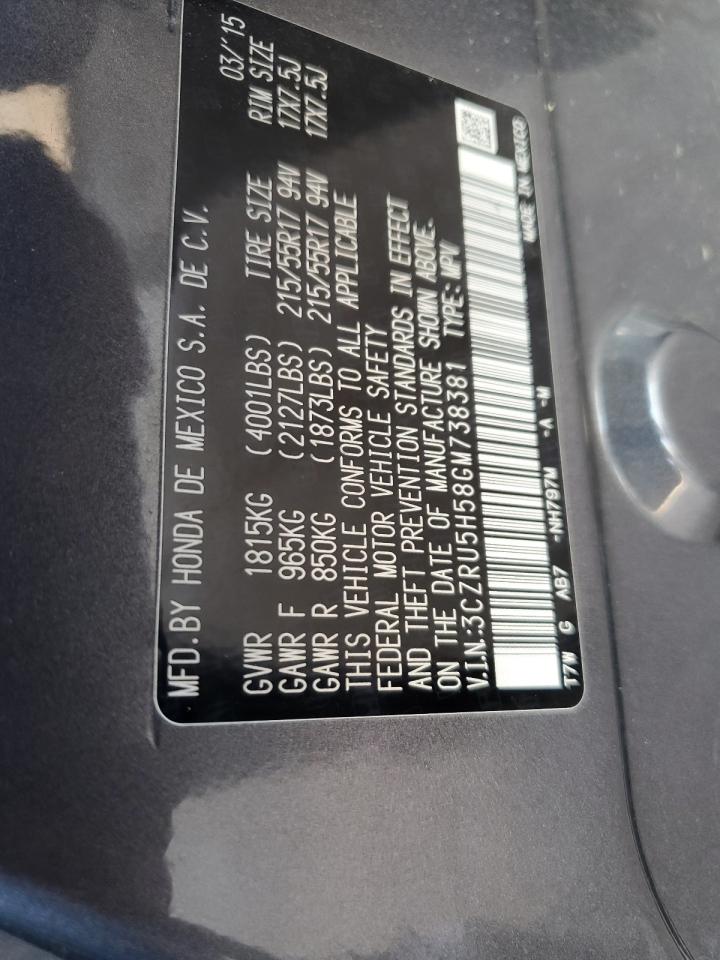 MFD.BY HONDA DE MEXICO S.A. DE C.V. 03/'15
GVWR 1815KG (4001LBS) TIRE SIZE RIM SIZE
GAWR F 965KG (2127LBS) 215/55R17 94V 17X7.5J
GAWR R 850KG (1873LBS) 215/55R17 94V 17X7.5J
THIS VEHICLE CONFORMS TO ALL APPLICABLE
FEDERAL MOTOR VEHICLE SAFETY
AND THEFT PREVENTION STANDARDS IN EFFECT
ON THE DATE OF MANUFACTURE SHOWN ABOVE.
V.I.N:3CZRU5H58GM738381 TYPE: MPV
T7W G AB7 -NH797M -A -M MADE IN MEXICO